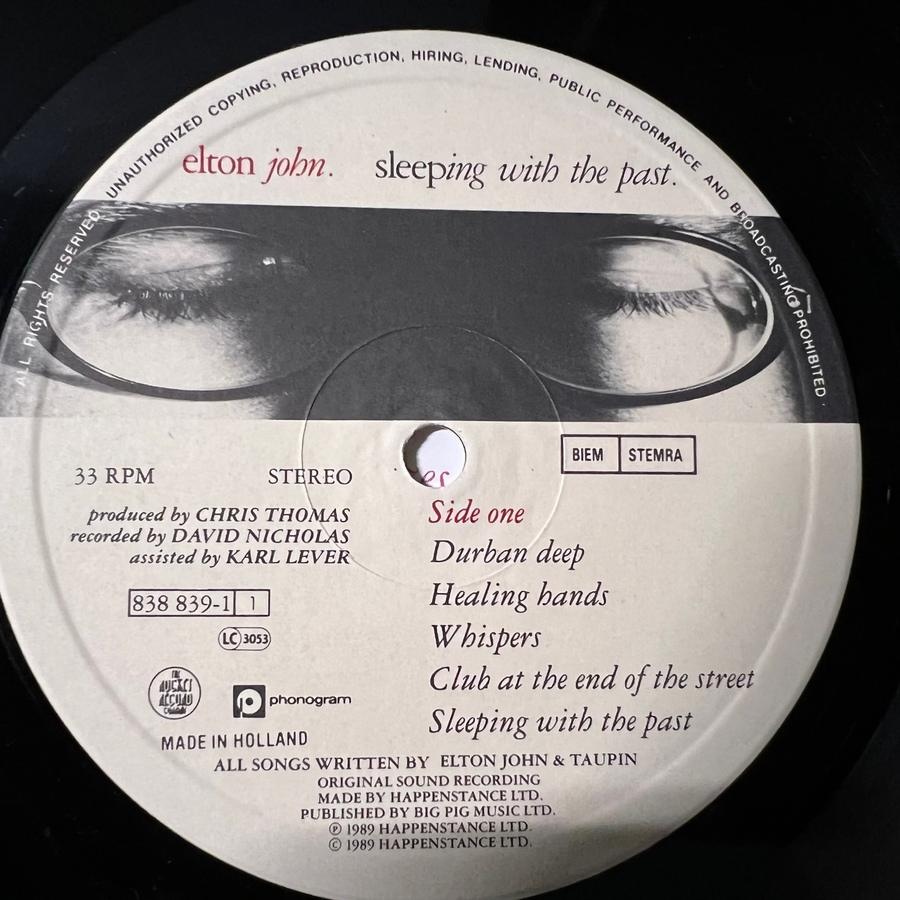 ALL RIGHTS RESERVED UNAUTHORIZED COPYING, REPRODUCTION, HIRING, LENDING, PUBLIC PERFORMANCE AND BROADCASTING PROHIBITED.
elton john. sleeping with the past.
BIEM STEMRA
33 RPM STEREO
produced by CHRIS THOMAS
recorded by DAVID NICHOLAS
assisted by KARL LEVER
838 839-1 1
LC 3053
THE ROCKET RECORD COMPANY
phonogram
MADE IN HOLLAND
Side one
Durban deep
Healing hands
Whispers
Club at the end of the street
Sleeping with the past
ALL SONGS WRITTEN BY ELTON JOHN & TAUPIN
ORIGINAL SOUND RECORDING
MADE BY HAPPENSTANCE LTD.
PUBLISHED BY BIG PIG MUSIC LTD.
℗ 1989 HAPPENSTANCE LTD.
© 1989 HAPPENSTANCE LTD.